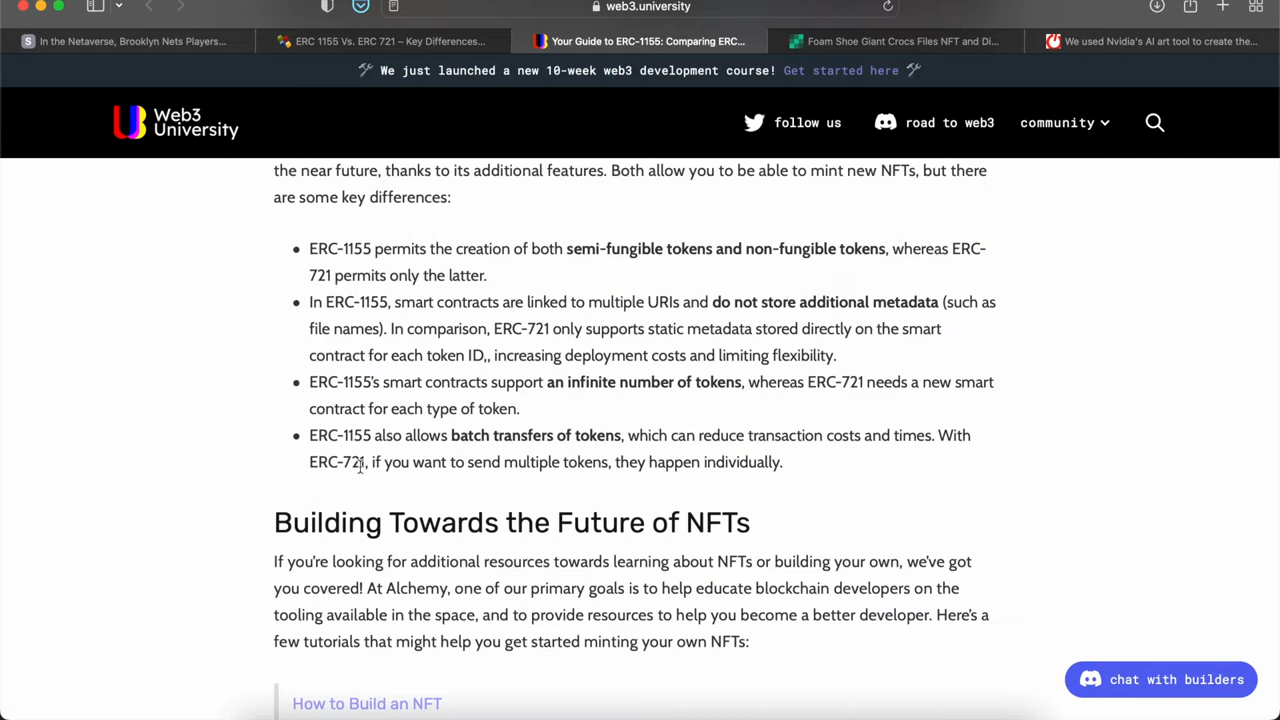 web3.university
In the Netaverse, Brooklyn Nets Players...
ERC 1155 Vs. ERC 721 – Key Differences...
Your Guide to ERC-1155: Comparing ERC...
Foam Shoe Giant Crocs Files NFT and Di...
We used Nvidia's AI art tool to create the...
We just launched a new 10-week web3 development course! Get started here
Web3
University
follow us
road to web3
community
the near future, thanks to its additional features. Both allow you to be able to mint new NFTs, but there
are some key differences:
• ERC-1155 permits the creation of both semi-fungible tokens and non-fungible tokens, whereas ERC-
721 permits only the latter.
• In ERC-1155, smart contracts are linked to multiple URIs and do not store additional metadata (such as
file names). In comparison, ERC-721 only supports static metadata stored directly on the smart
contract for each token ID,, increasing deployment costs and limiting flexibility.
• ERC-1155’s smart contracts support an infinite number of tokens, whereas ERC-721 needs a new smart
contract for each type of token.
• ERC-1155 also allows batch transfers of tokens, which can reduce transaction costs and times. With
ERC-721, if you want to send multiple tokens, they happen individually.
Building Towards the Future of NFTs
If you’re looking for additional resources towards learning about NFTs or building your own, we’ve got
you covered! At Alchemy, one of our primary goals is to help educate blockchain developers on the
tooling available in the space, and to provide resources to help you become a better developer. Here’s a
few tutorials that might help you get started minting your own NFTs:
How to Build an NFT
chat with builders